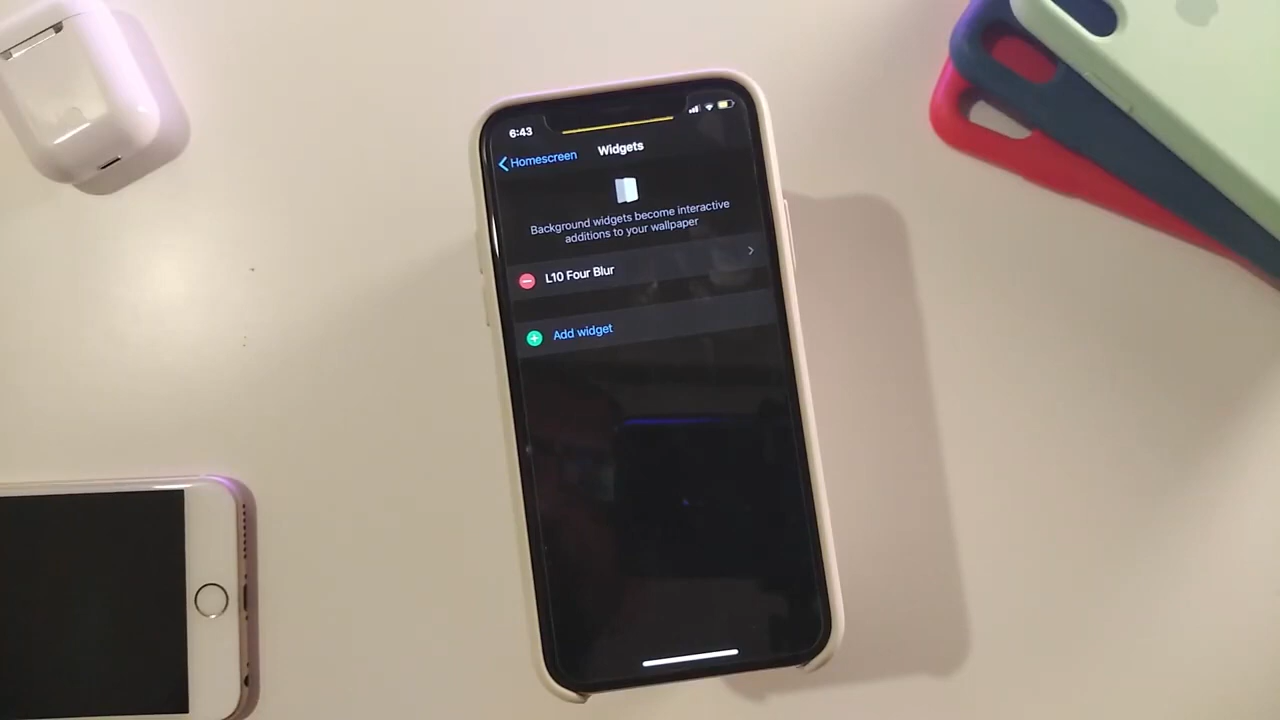 6:43
Homescreen
Widgets
Background widgets become interactive
additions to your wallpaper
L10 Four Blur
Add widget